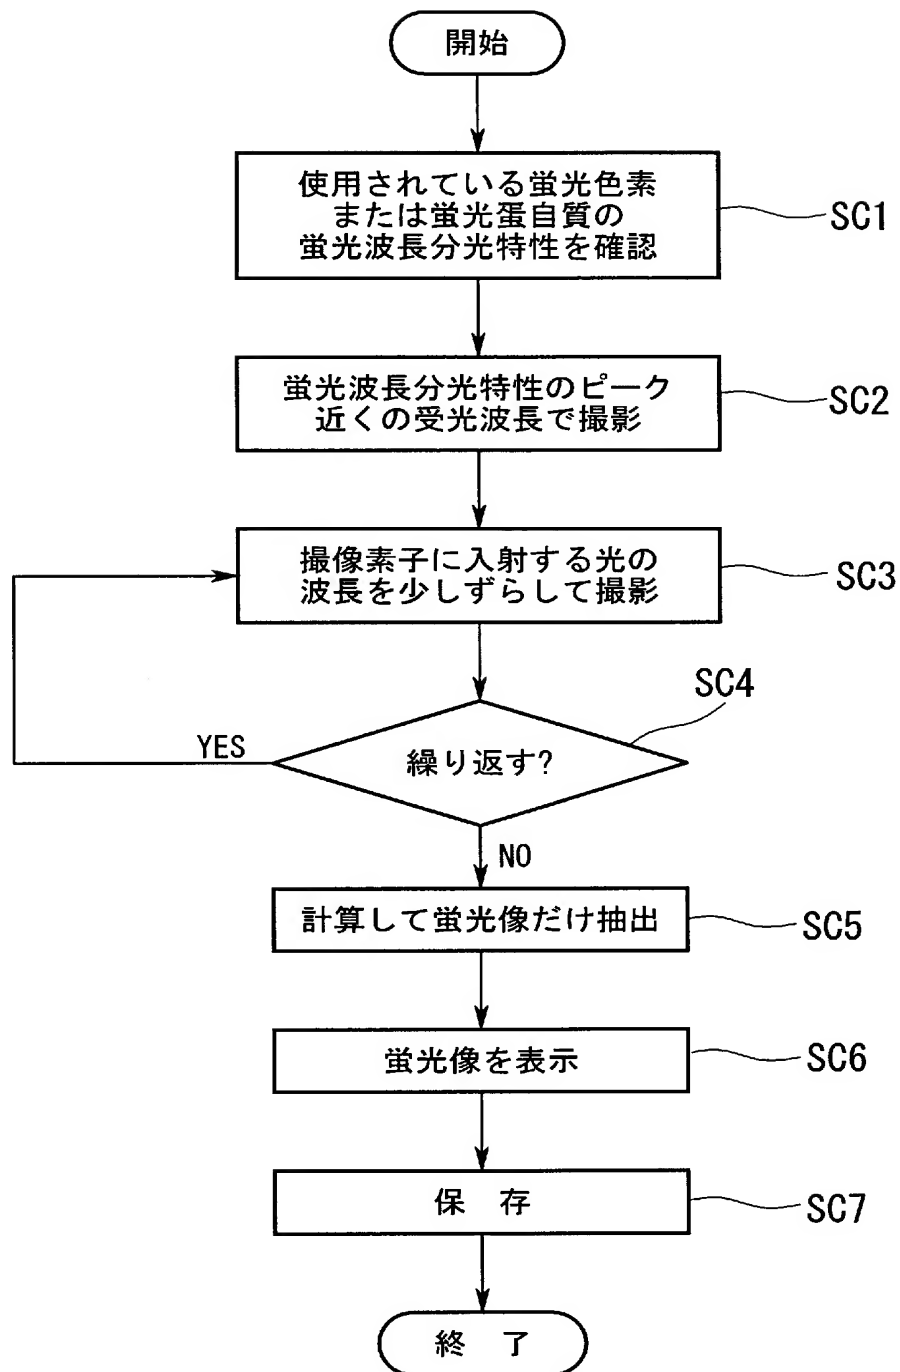 開始
使用されている蛍光色素
または蛍光蛋白質の
蛍光波長分光特性を確認
SC1
蛍光波長分光特性のピーク
近くの受光波長で撮影
SC2
撮像素子に入射する光の
波長を少しずらして撮影
SC3
SC4
YES
繰り返す?
NO
計算して蛍光像だけ抽出
SC5
蛍光像を表示
SC6
保 存
SC7
終 了